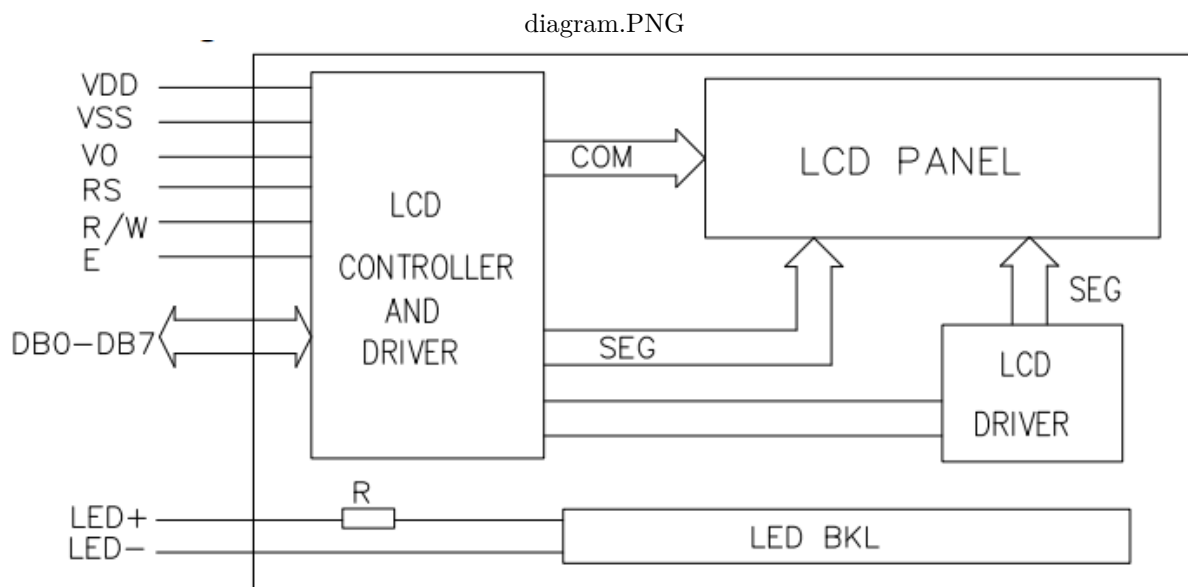 diagram.PNG
VDD
VSS
V0
RS
R/W
E
DB0-DB7
LCD
CONTROLLER
AND
DRIVER
COM
LCD PANEL
SEG
SEG
LCD
DRIVER
LED+
LED-
R
LED BKL